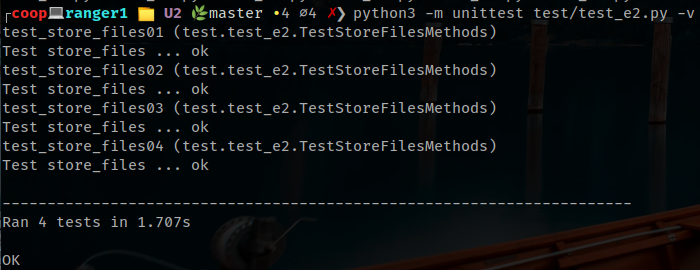 coop💻ranger1 📁 U2 🌿master •4 ⌀4 ✗❯ python3 -m unittest test/test_e2.py -v
test_store_files01 (test.test_e2.TestStoreFilesMethods)
Test store_files ... ok
test_store_files02 (test.test_e2.TestStoreFilesMethods)
Test store_files ... ok
test_store_files03 (test.test_e2.TestStoreFilesMethods)
Test store_files ... ok
test_store_files04 (test.test_e2.TestStoreFilesMethods)
Test store_files ... ok
----------------------------------------------------------------------
Ran 4 tests in 1.707s
OK